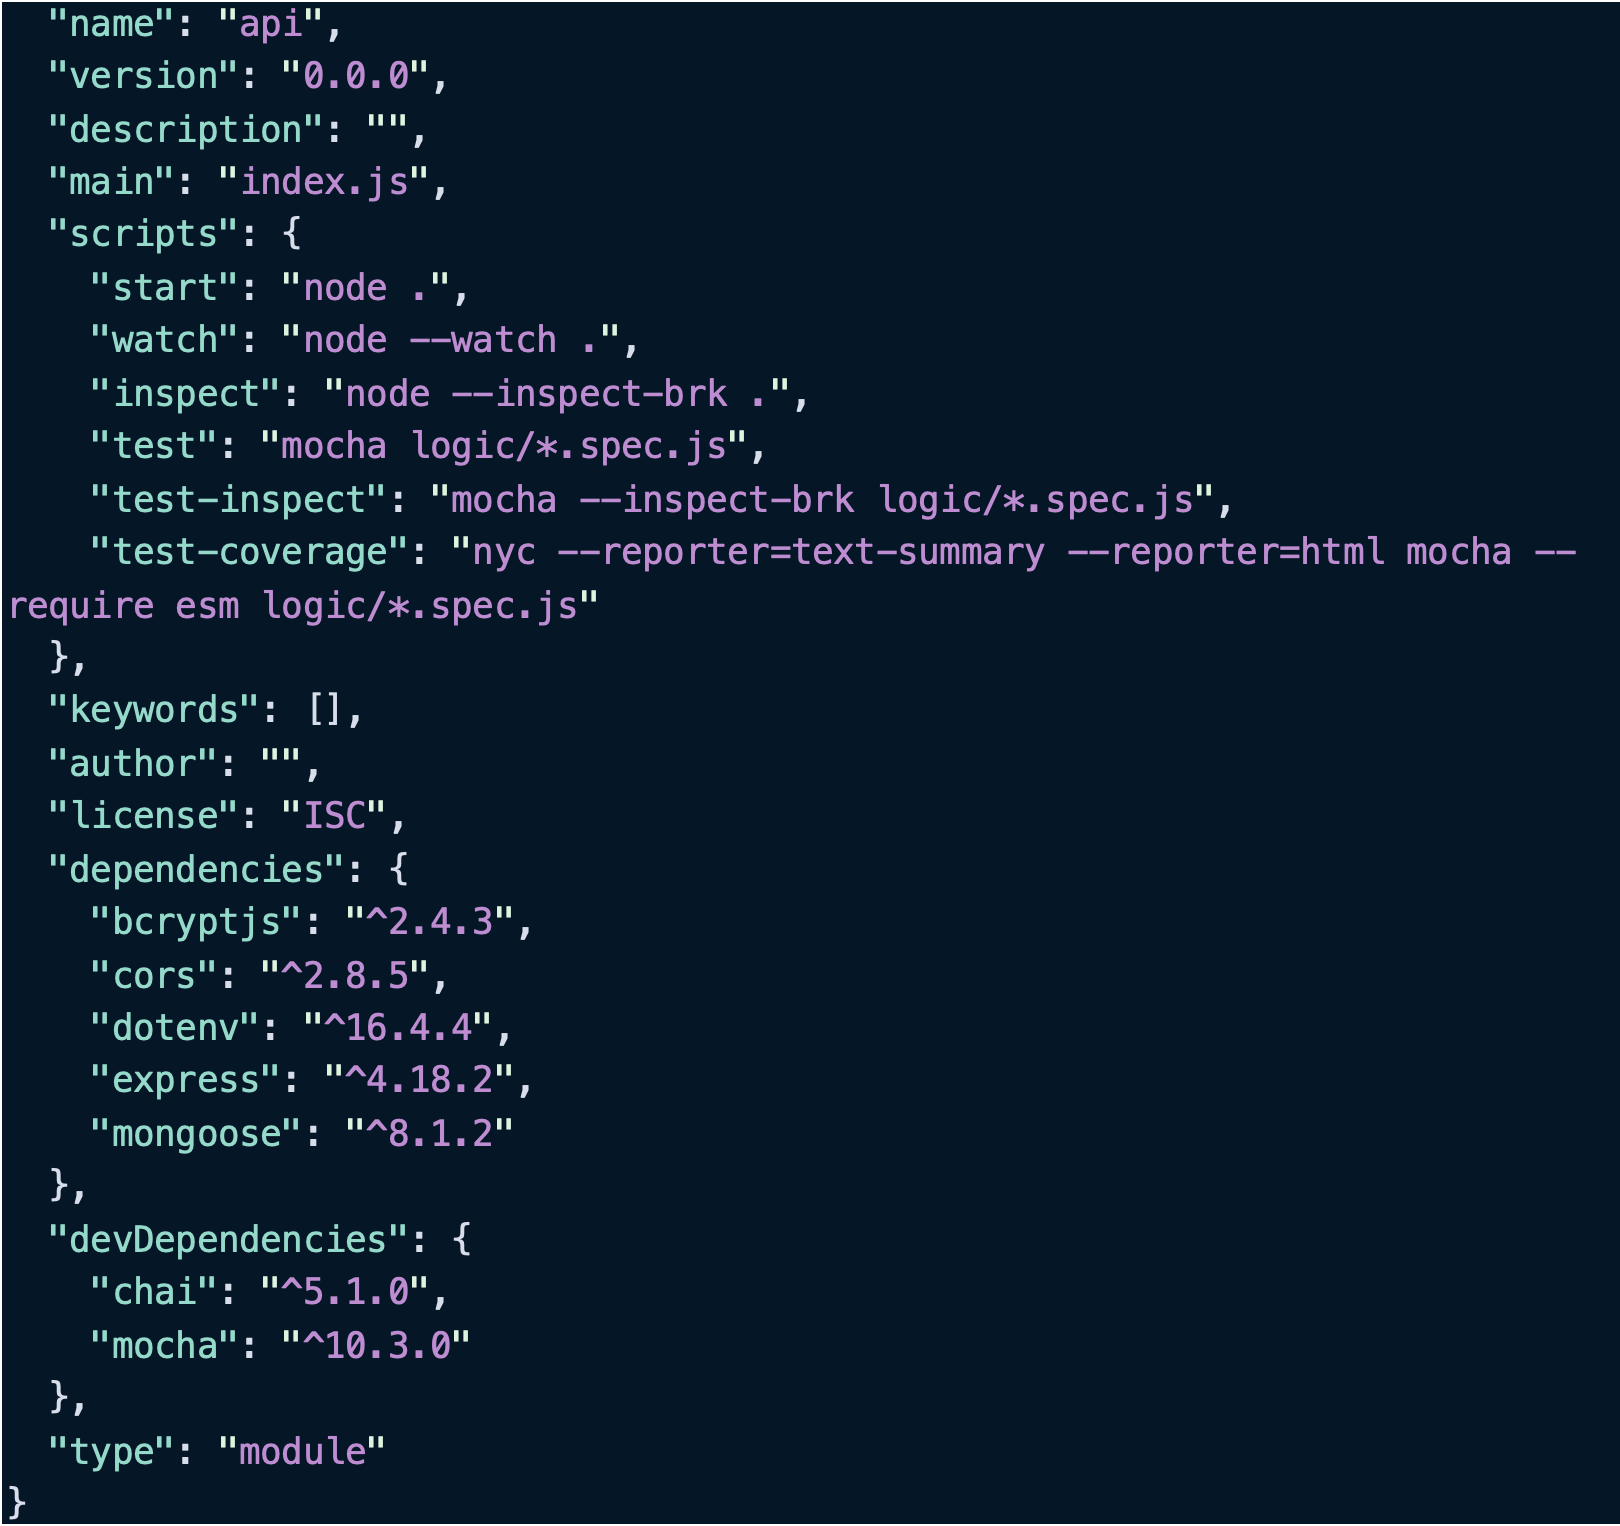 "name": "api",
"version": "0.0.0",
"description": "",
"main": "index.js",
"scripts": {
"start": "node .",
"watch": "node --watch .",
"inspect": "node --inspect-brk .",
"test": "mocha logic/*.spec.js",
"test-inspect": "mocha --inspect-brk logic/*.spec.js",
"test-coverage": "nyc --reporter=text-summary --reporter=html mocha --
require esm logic/*.spec.js"
},
"keywords": [],
"author": "",
"license": "ISC",
"dependencies": {
"bcryptjs": "^2.4.3",
"cors": "^2.8.5",
"dotenv": "^16.4.4",
"express": "^4.18.2",
"mongoose": "^8.1.2"
},
"devDependencies": {
"chai": "^5.1.0",
"mocha": "^10.3.0"
},
"type": "module"
}